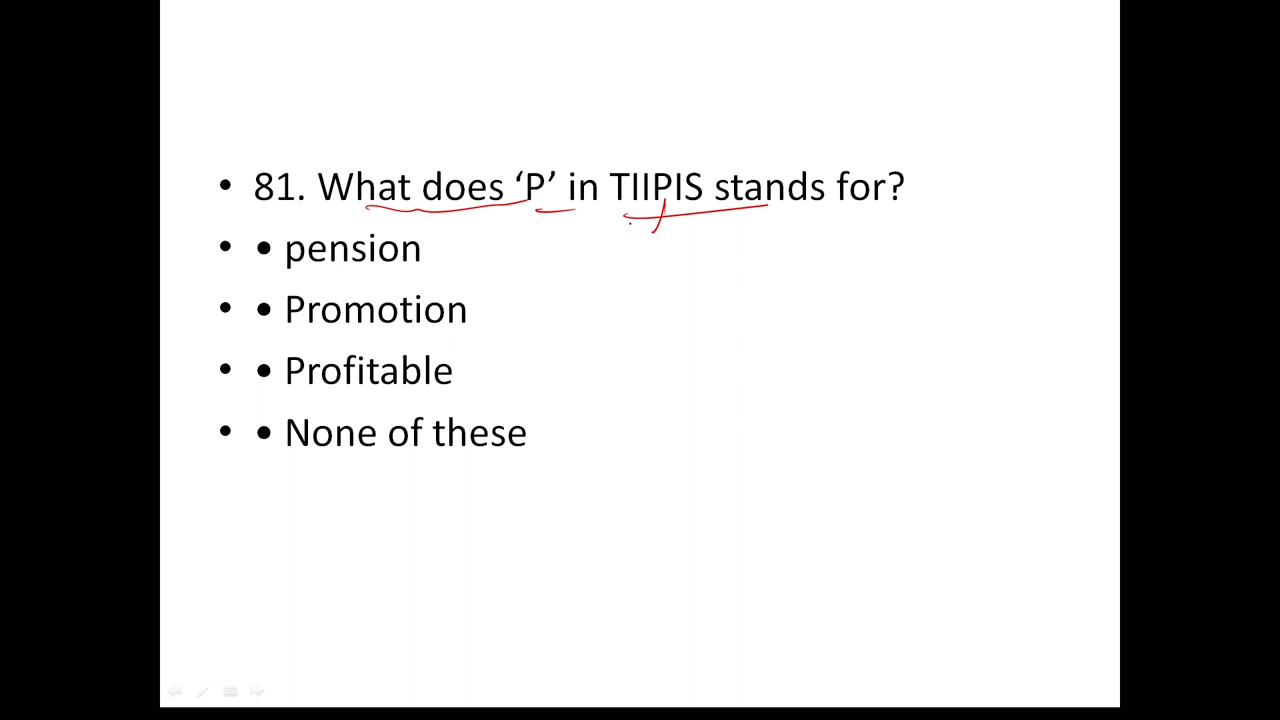 • 81. What does ‘P’ in TIIPIS stands for?
• • pension
• • Promotion
• • Profitable
• • None of these